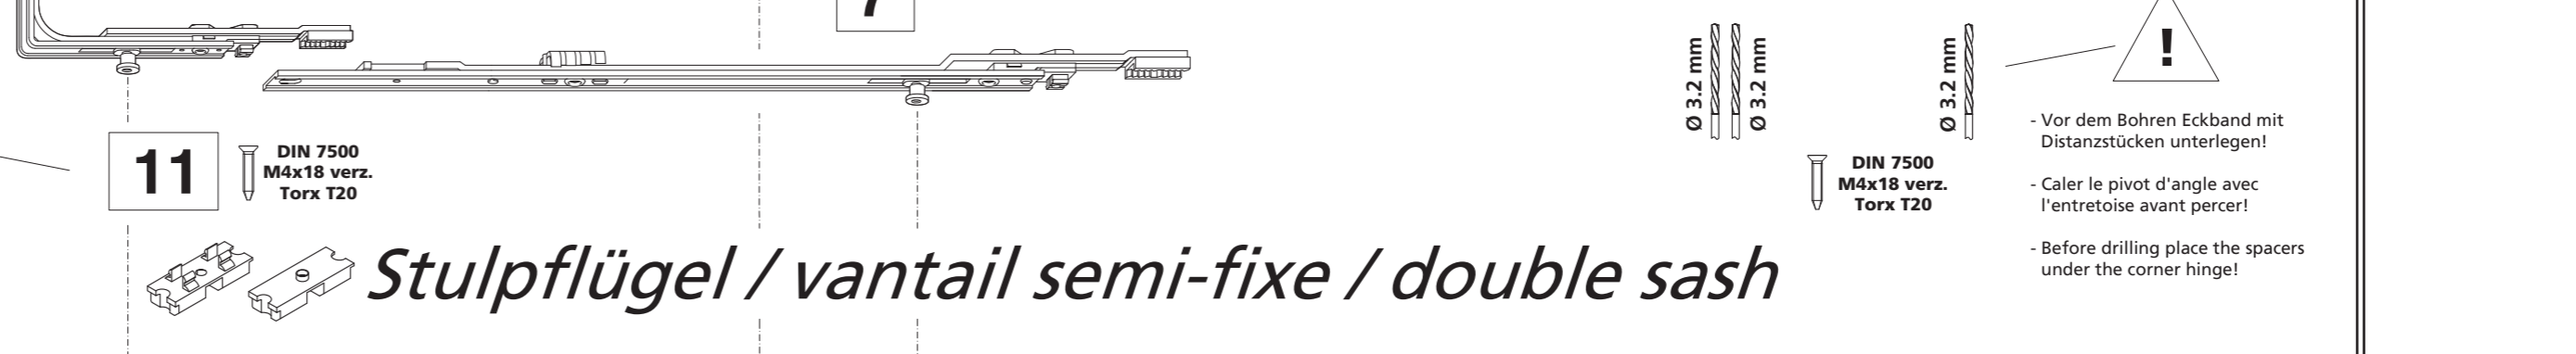 7
Ø 3.2 mm
Ø 3.2 mm
Ø 3.2 mm
!
11
DIN 7500
M4x18 verz.
Torx T20
DIN 7500
M4x18 verz.
Torx T20
- Vor dem Bohren Eckband mit
Distanzstücken unterlegen!
- Caler le pivot d'angle avec
l'entretoise avant percer!
- Before drilling place the spacers
under the corner hinge!
Stulpflügel / vantail semi-fixe / double sash